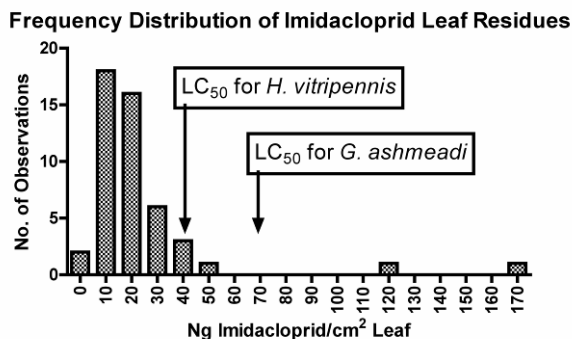 Frequency Distribution of Imidacloprid Leaf Residues
20
15
10
5
0
No. of Observations
LC50 for H. vitripennis
LC50 for G. ashmeadi
0 10 20 30 40 50 60 70 80 90 100 110 120 130 140 150 160 170
Ng Imidacloprid/cm² Leaf